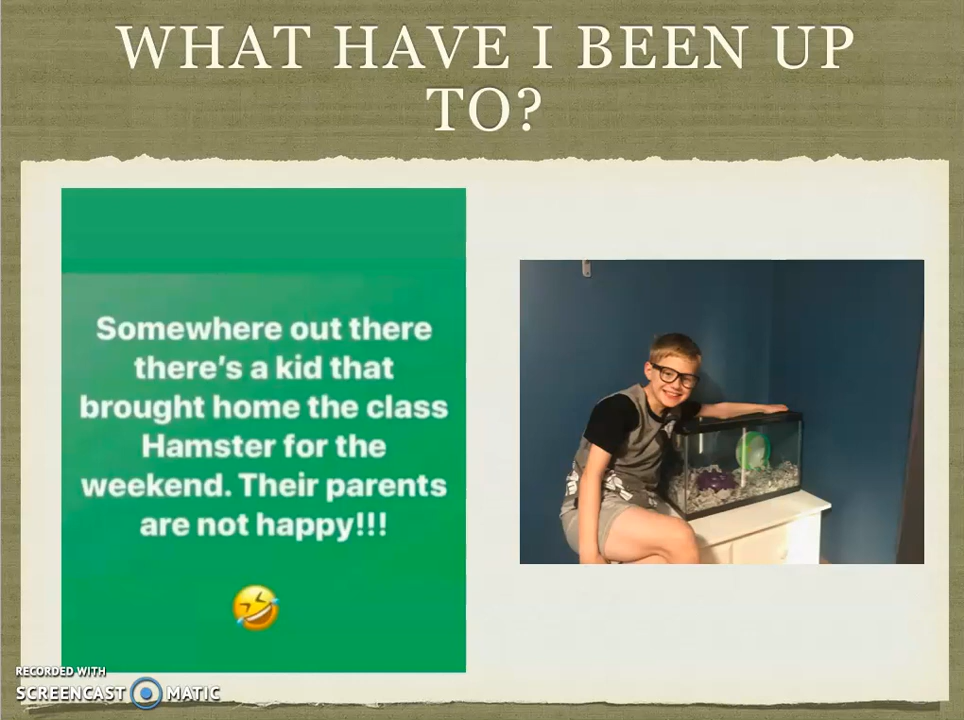 WHAT HAVE I BEEN UP
TO?
Somewhere out there
there's a kid that
brought home the class
Hamster for the
weekend. Their parents
are not happy!!!
🤣
RECORDED WITH
SCREENCAST MATIC